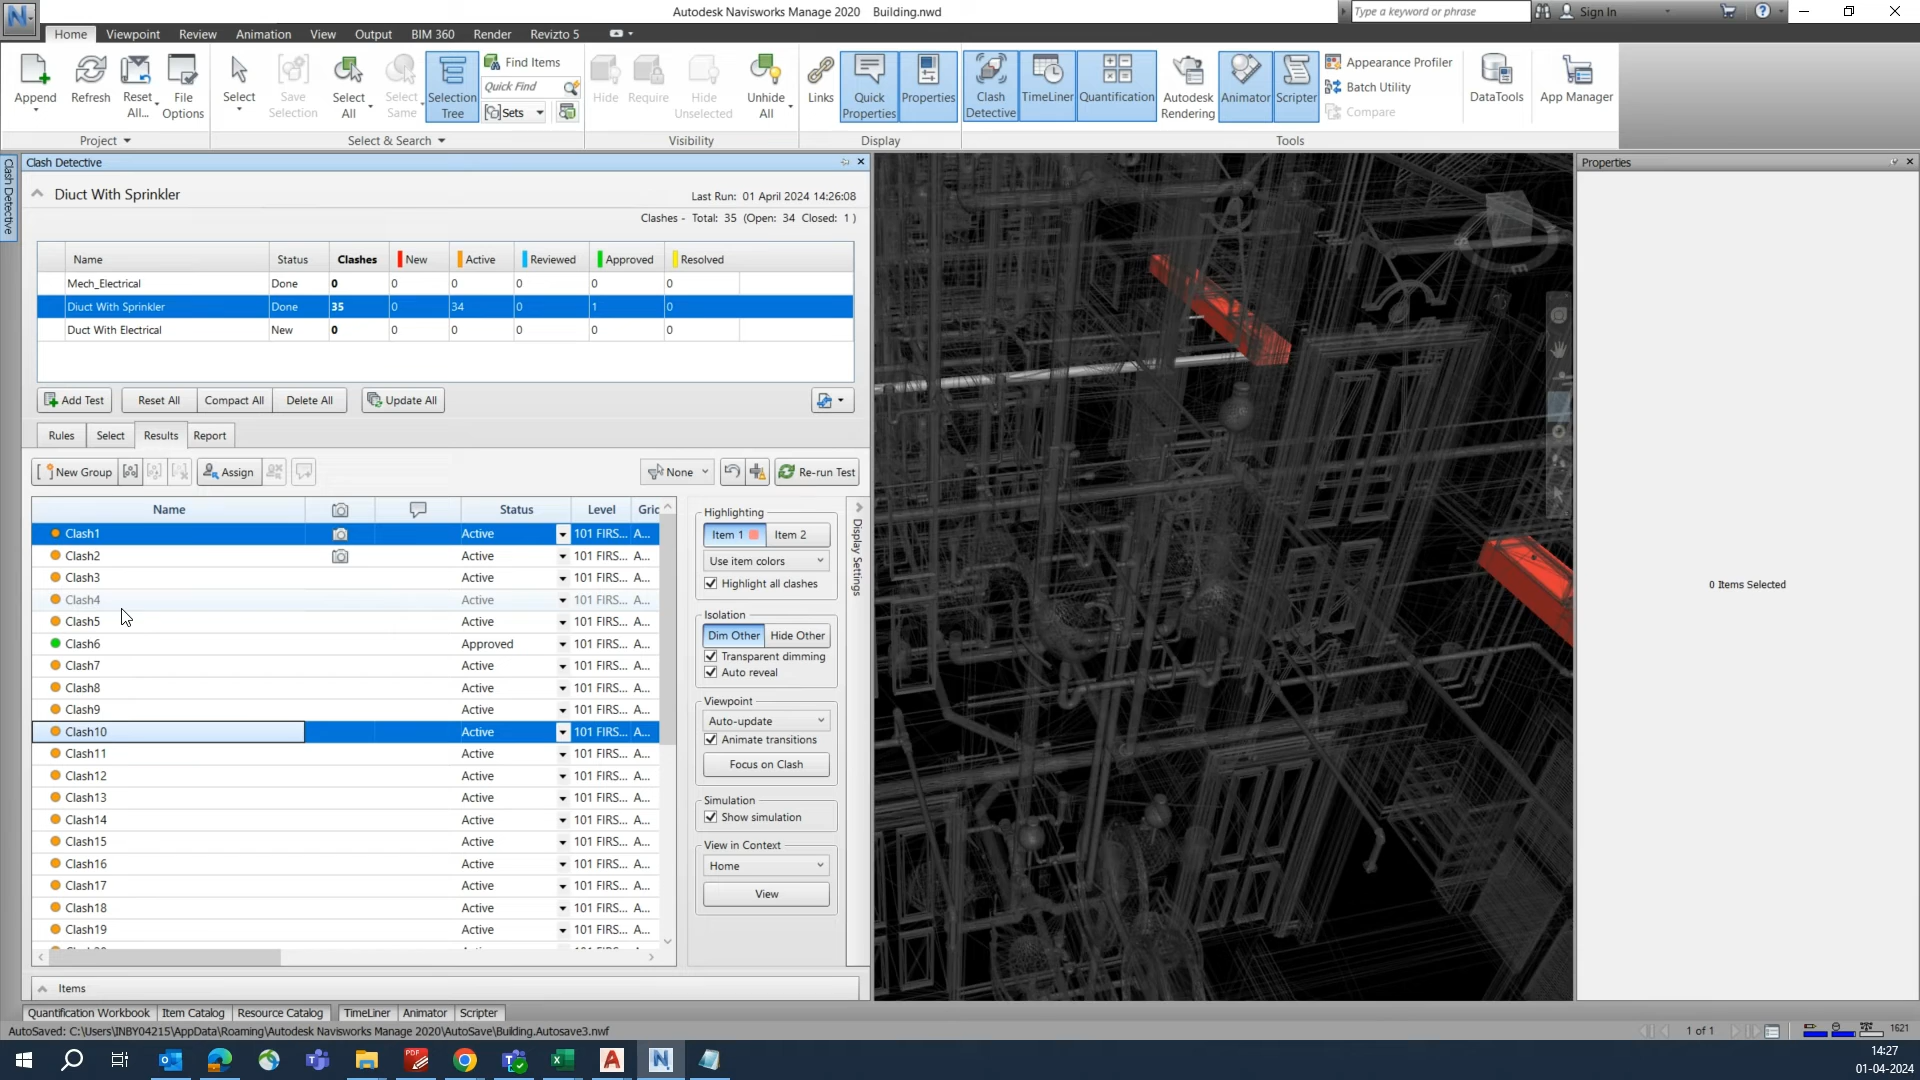 Autodesk Navisworks Manage 2020 Building.nwd
Type a keyword or phrase
Sign In
Home Viewpoint Review Animation View Output BIM 360 Render Revizto 5
Append
Refresh
Reset All...
File Options
Project
Select
Save Selection
Select All
Select Same
Selection Tree
Find Items
Quick Find
Sets
Select & Search
Hide
Require
Hide Unselected
Unhide All
Visibility
Links
Quick Properties
Properties
Display
Clash Detective
TimeLiner
Quantification
Autodesk Rendering
Animator
Scripter
Appearance Profiler
Batch Utility
Compare
Tools
DataTools
App Manager
Clash Detective
Clash Detective
Diuct With Sprinkler
Last Run: 01 April 2024 14:26:08
Clashes - Total: 35 (Open: 34 Closed: 1 )
Name Status Clashes New Active Reviewed Approved Resolved
Mech_Electrical Done 0 0 0 0 0 0
Diuct With Sprinkler Done 35 0 34 0 1 0
Duct With Electrical New 0 0 0 0 0 0
Add Test Reset All Compact All Delete All Update All
Rules Select Results Report
New Group Assign None Re-run Test
Name Status Level Gric
Clash1 Active 101 FIRS... A...
Clash2 Active 101 FIRS... A...
Clash3 Active 101 FIRS... A...
Clash4 Active 101 FIRS... A...
Clash5 Active 101 FIRS... A...
Clash6 Approved 101 FIRS... A...
Clash7 Active 101 FIRS... A...
Clash8 Active 101 FIRS... A...
Clash9 Active 101 FIRS... A...
Clash10 Active 101 FIRS... A...
Clash11 Active 101 FIRS... A...
Clash12 Active 101 FIRS... A...
Clash13 Active 101 FIRS... A...
Clash14 Active 101 FIRS... A...
Clash15 Active 101 FIRS... A...
Clash16 Active 101 FIRS... A...
Clash17 Active 101 FIRS... A...
Clash18 Active 101 FIRS... A...
Clash19 Active 101 FIRS... A...
Highlighting
Item 1 Item 2
Use item colors
Highlight all clashes
Isolation
Dim Other Hide Other
Transparent dimming
Auto reveal
Viewpoint
Auto-update
Animate transitions
Focus on Clash
Simulation
Show simulation
View in Context
Home
View
Display Settings
Items
Properties
0 Items Selected
Quantification Workbook Item Catalog Resource Catalog TimeLiner Animator Scripter
AutoSaved: C:\Users\INBY04215\AppData\Roaming\Autodesk Navisworks Manage 2020\AutoSave\Building.Autosave3.nwf
1 of 1
1621
14:27
01-04-2024